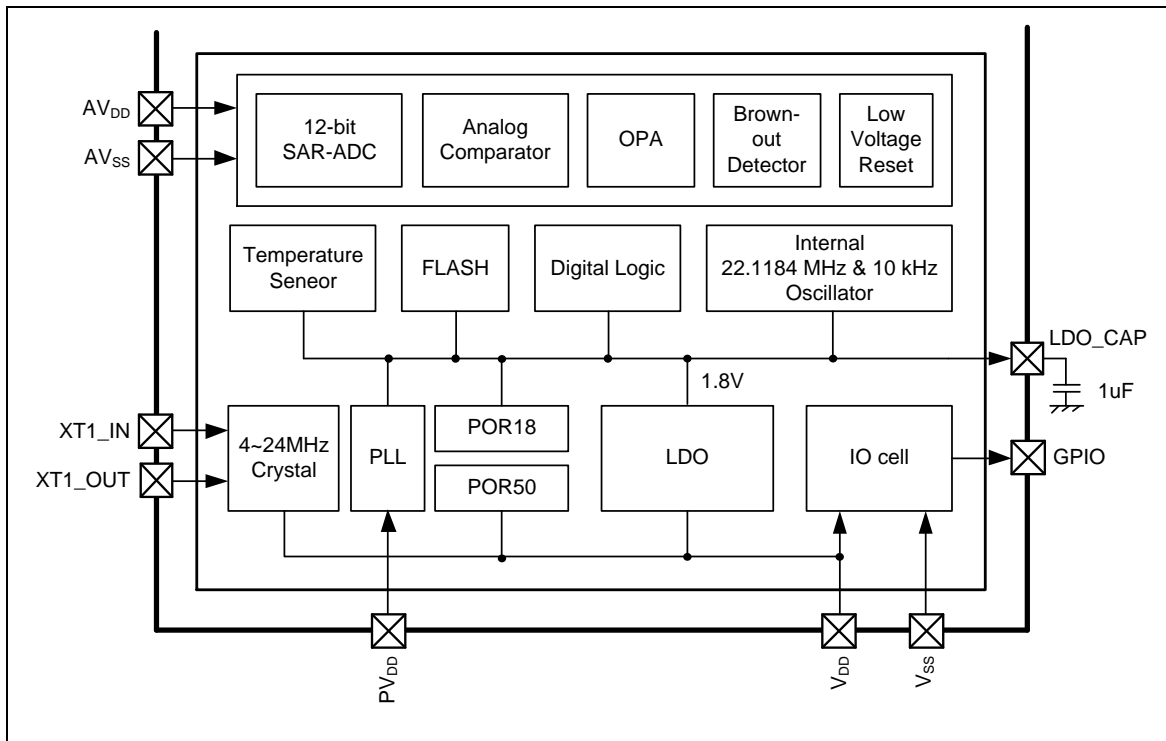 AVDD
AVSS
12-bit
SAR-ADC
Analog
Comparator
OPA
Brown-
out
Detector
Low
Voltage
Reset
Temperature
Seneor
FLASH
Digital Logic
Internal
22.1184 MHz & 10 kHz
Oscillator
LDO_CAP
1uF
1.8V
XT1_IN
XT1_OUT
4~24MHz
Crystal
PLL
POR18
POR50
LDO
IO cell
GPIO
PVDD
VDD
VSS